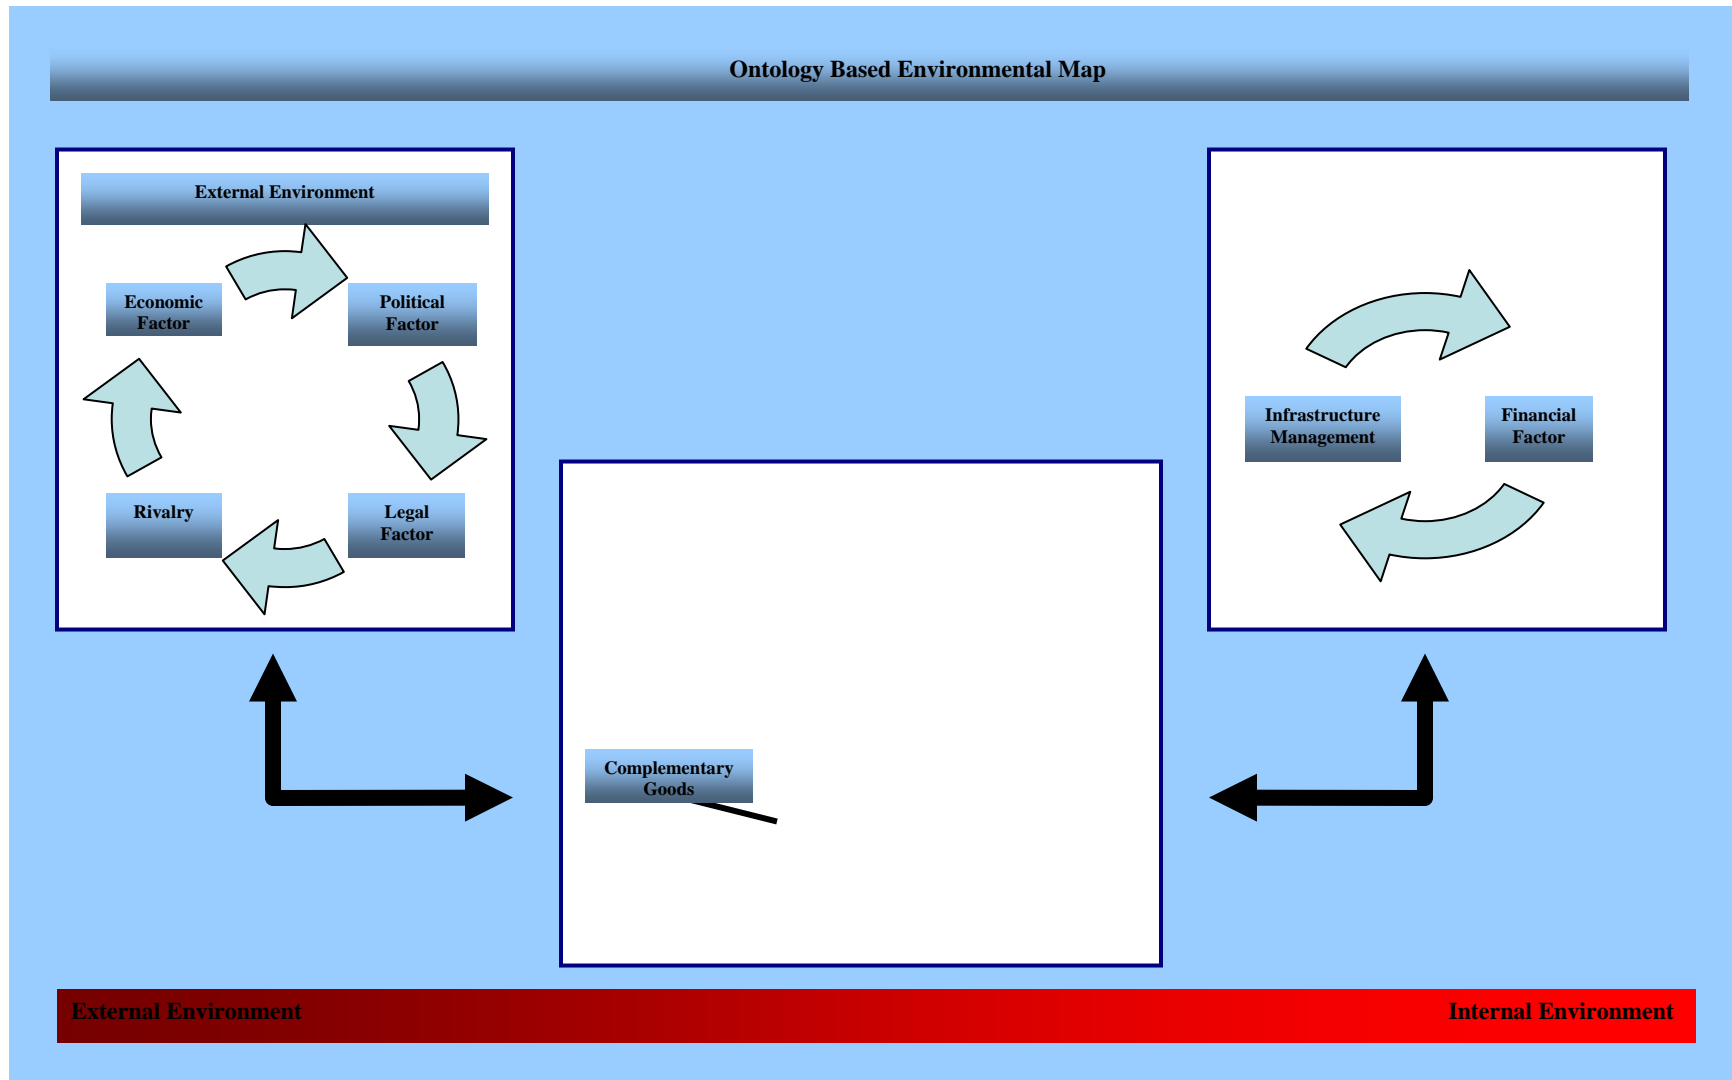 Ontology Based Environmental Map
External Environment
Economic
Factor
Political
Factor
Rivalry
Legal
Factor
Infrastructure
Management
Financial
Factor
Complementary
Goods
External Environment
Internal Environment